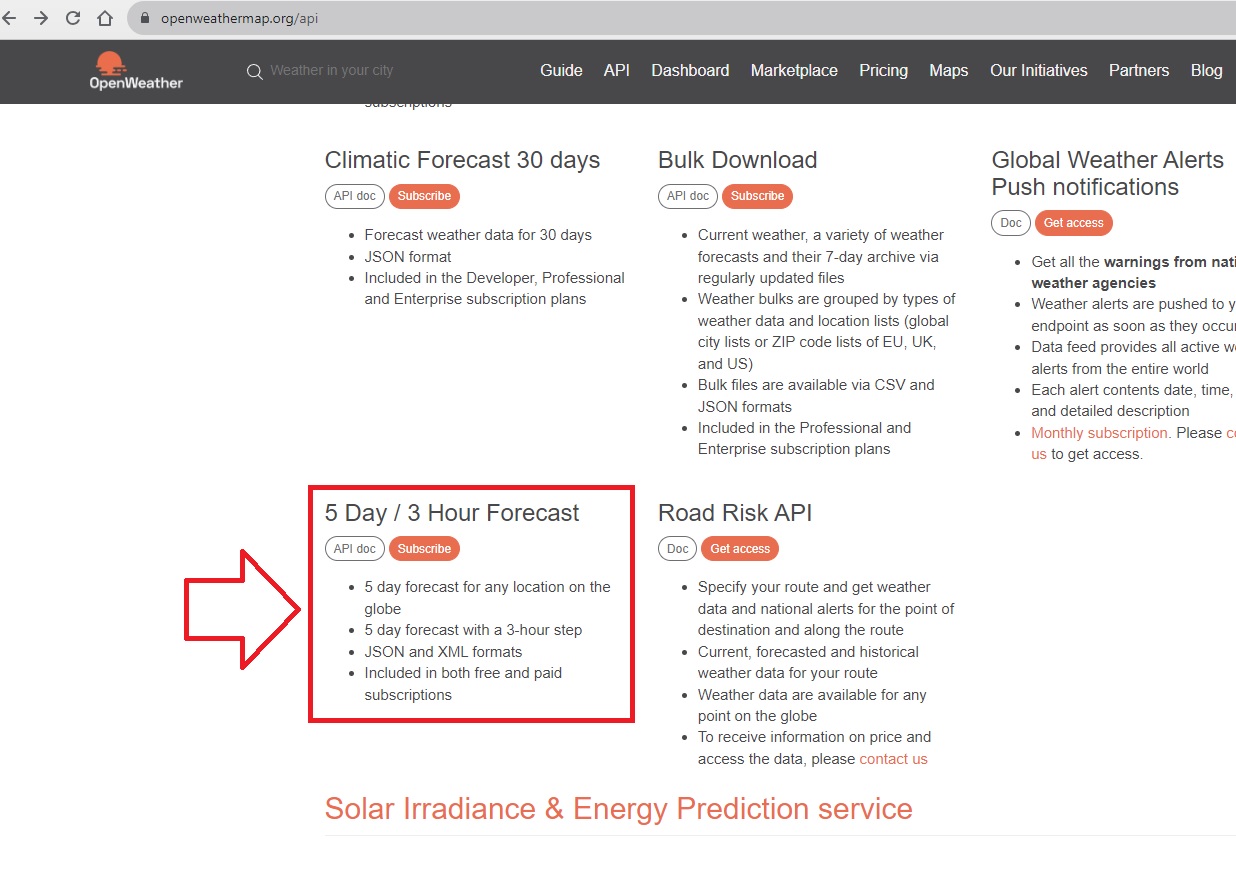 openweathermap.org/api
OpenWeather
Weather in your city
Guide API Dashboard Marketplace Pricing Maps Our Initiatives Partners Blog
subscriptions
Climatic Forecast 30 days
API doc Subscribe
Forecast weather data for 30 days
JSON format
Included in the Developer, Professional
and Enterprise subscription plans
Bulk Download
API doc Subscribe
Current weather, a variety of weather
forecasts and their 7-day archive via
regularly updated files
Weather bulks are grouped by types of
weather data and location lists (global
city lists or ZIP code lists of EU, UK,
and US)
Bulk files are available via CSV and
JSON formats
Included in the Professional and
Enterprise subscription plans
Global Weather Alerts
Push notifications
Doc Get access
Get all the warnings from nati
weather agencies
Weather alerts are pushed to y
endpoint as soon as they occur
Data feed provides all active we
alerts from the entire world
Each alert contents date, time,
and detailed description
Monthly subscription. Please co
us to get access.
5 Day / 3 Hour Forecast
API doc Subscribe
5 day forecast for any location on the
globe
5 day forecast with a 3-hour step
JSON and XML formats
Included in both free and paid
subscriptions
Road Risk API
Doc Get access
Specify your route and get weather
data and national alerts for the point of
destination and along the route
Current, forecasted and historical
weather data for your route
Weather data are available for any
point on the globe
To receive information on price and
access the data, please contact us
Solar Irradiance & Energy Prediction service